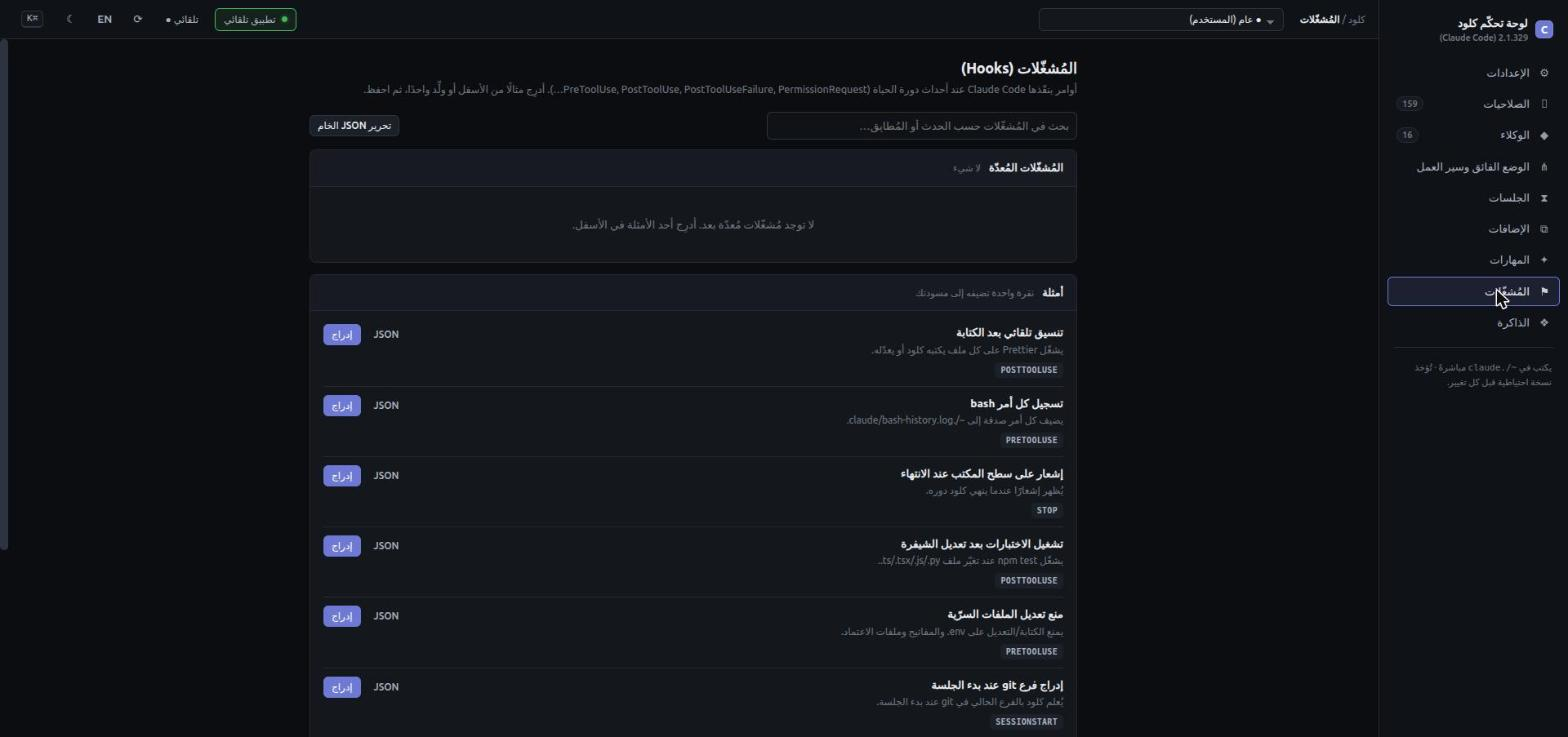 لوحة تحكّم كلود
(Claude Code) 2.1.329
C
الإعدادات
الصلاحيات 159
الوكلاء 16
الوضع الفائق وسير العمل
الجلسات
الإضافات
المهارات
المُشغّلات
الذاكرة
يكتب في ~/.claude مباشرةً · تُؤخذ
نسخة احتياطية قبل كل تغيير.
كلود / المُشغّلات
● عام (المستخدم)
تطبيق تلقائي
تلقائي
EN
K⌘
المُشغّلات (Hooks)
أوامر ينفّذها Claude Code عند أحداث دورة الحياة (PreToolUse, PostToolUse, PostToolUseFailure, PermissionRequest…). أدرِج مثالًا من الأسفل أو ولِّد واحدًا، ثم احفظ.
بحث في المُشغّلات حسب الحدث أو المُطابِق…
تحرير JSON الخام
المُشغّلات المُعدّة لا شيء
لا توجد مُشغّلات مُعدّة بعد. أدرِج أحد الأمثلة في الأسفل.
أمثلة نقرة واحدة تضيفه إلى مسودتك
تنسيق تلقائي بعد الكتابة
يشغّل Prettier على كل ملف يكتبه كلود أو يعدّله.
POSTTOOLUSE
JSON إدراج
تسجيل كل أمر bash
يضيف كل أمر صدفة إلى ~/.claude/bash-history.log.
PRETOOLUSE
JSON إدراج
إشعار على سطح المكتب عند الانتهاء
يُظهر إشعارًا عندما ينهي كلود دوره.
STOP
JSON إدراج
تشغيل الاختبارات بعد تعديل الشيفرة
يشغّل npm test عند تغيّر ملف ts/.tsx/.js/.py..
POSTTOOLUSE
JSON إدراج
منع تعديل الملفات السرّية
يمنع الكتابة/التعديل على .env والمفاتيح وملفات الاعتماد.
PRETOOLUSE
JSON إدراج
إدراج فرع git عند بدء الجلسة
يُعلم كلود بالفرع الحالي في git عند بدء الجلسة.
SESSIONSTART
JSON إدراج